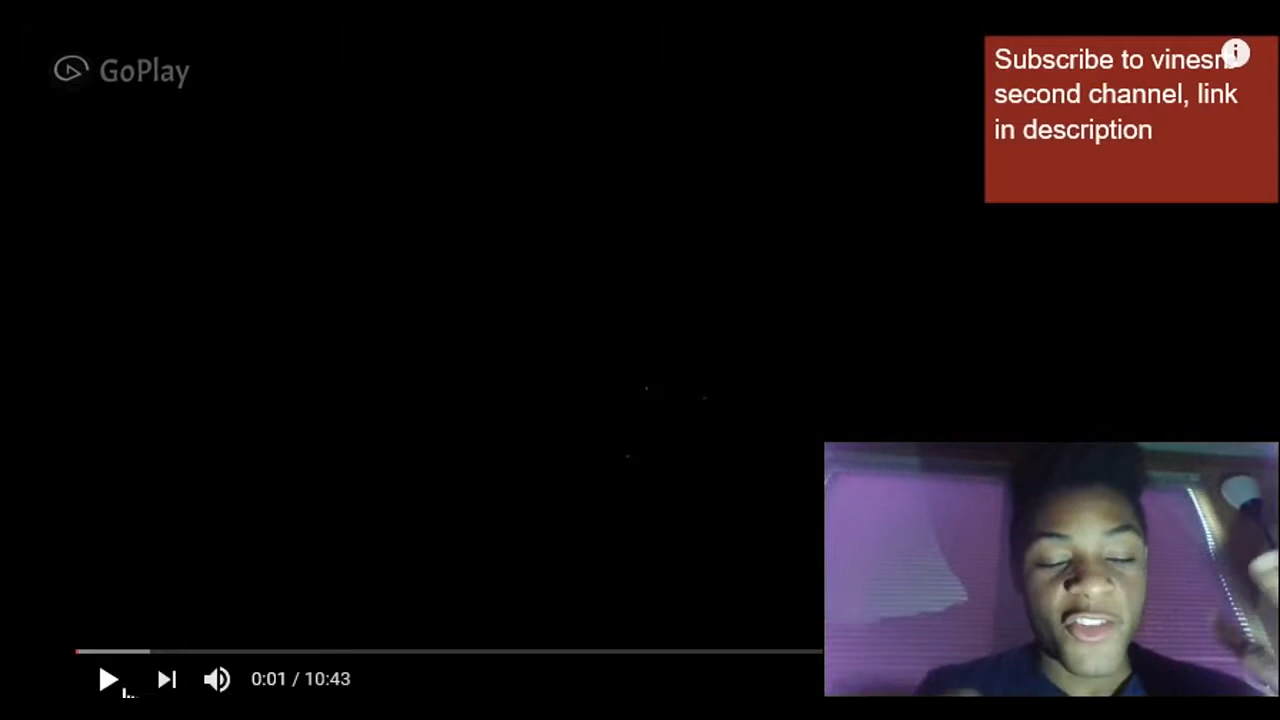 GoPlay
Subscribe to
second channel, link
in description
0:01 / 10:43